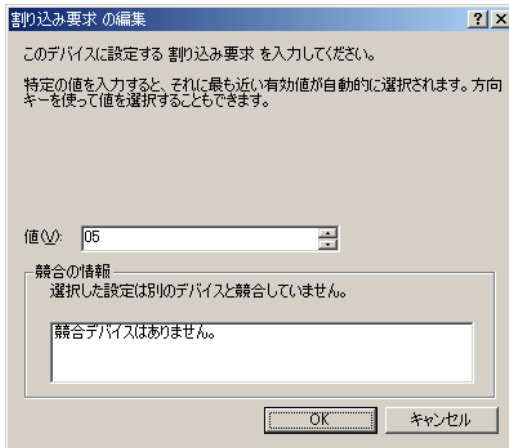 割り込み要求 の編集
このデバイスに設定する 割り込み要求 を入力してください。
特定の値を入力すると、それに最も近い有効値が自動的に選択されます。方向
キーを使って値を選択することもできます。
値(V): 05
競合の情報
選択した設定は別のデバイスと競合していません。
競合デバイスはありません。
OK キャンセル